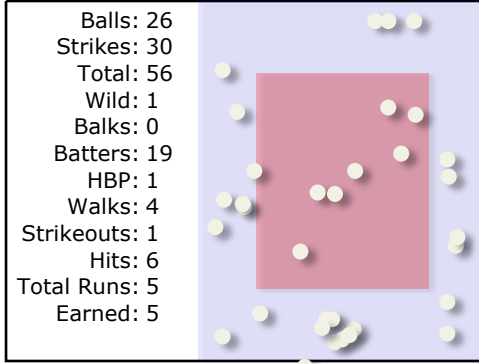 Balls: 26
Strikes: 30
Total: 56
Wild: 1
Balks: 0
Batters: 19
HBP: 1
Walks: 4
Strikeouts: 1
Hits: 6
Total Runs: 5
Earned: 5